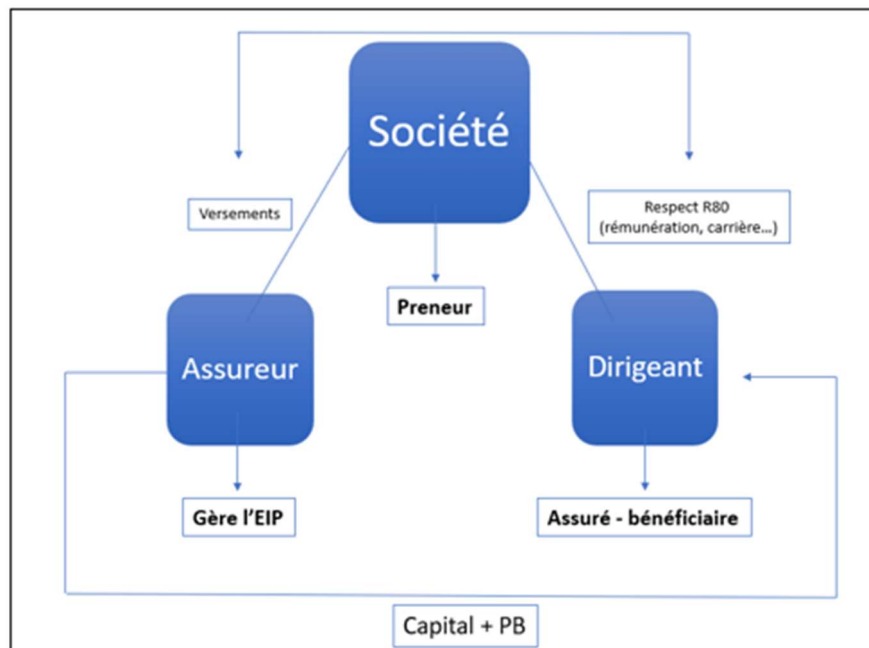 Société
Versements
Respect R80
(rémunération, carrière...)
Preneur
Assureur
Dirigeant
Gère l’EIP
Assuré - bénéficiaire
Capital + PB